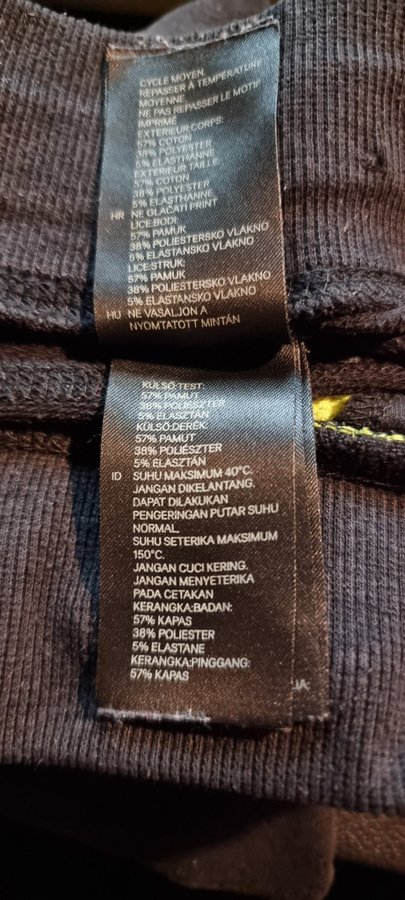 CYCLE MOYEN.
REPASSER À TEMPÉRATURE
MOYENNE.
NE PAS REPASSER LE MOTIF
IMPRIMÉ
EXTÉRIEUR:CORPS:
57% COTON
38% POLYESTER
5% ÉLASTHANNE
EXTÉRIEUR:TAILLE:
57% COTON
38% POLYESTER
5% ÉLASTHANNE
HR NE GLAČATI PRINT
LICE:BODI:
57% PAMUK
38% POLIESTERSKO VLAKNO
5% ELASTANSKO VLAKNO
LICE:STRUK:
57% PAMUK
38% POLIESTERSKO VLAKNO
5% ELASTANSKO VLAKNO
HU NE VASALJON A
NYOMTATOTT MINTÁN
KÜLSŐ:TEST:
57% PAMUT
38% POLIÉSZTER
5% ELASZTÁN
KÜLSŐ:DERÉK:
57% PAMUT
38% POLIÉSZTER
5% ELASZTÁN
ID SUHU MAKSIMUM 40°C.
JANGAN DIKELANTANG.
DAPAT DILAKUKAN
PENGERINGAN PUTAR SUHU
NORMAL.
SUHU SETERIKA MAKSIMUM
150°C.
JANGAN CUCI KERING.
JANGAN MENYETERIKA
PADA CETAKAN
KERANGKA:BADAN:
57% KAPAS
38% POLIESTER
5% ELASTANE
KERANGKA:PINGGANG:
57% KAPAS